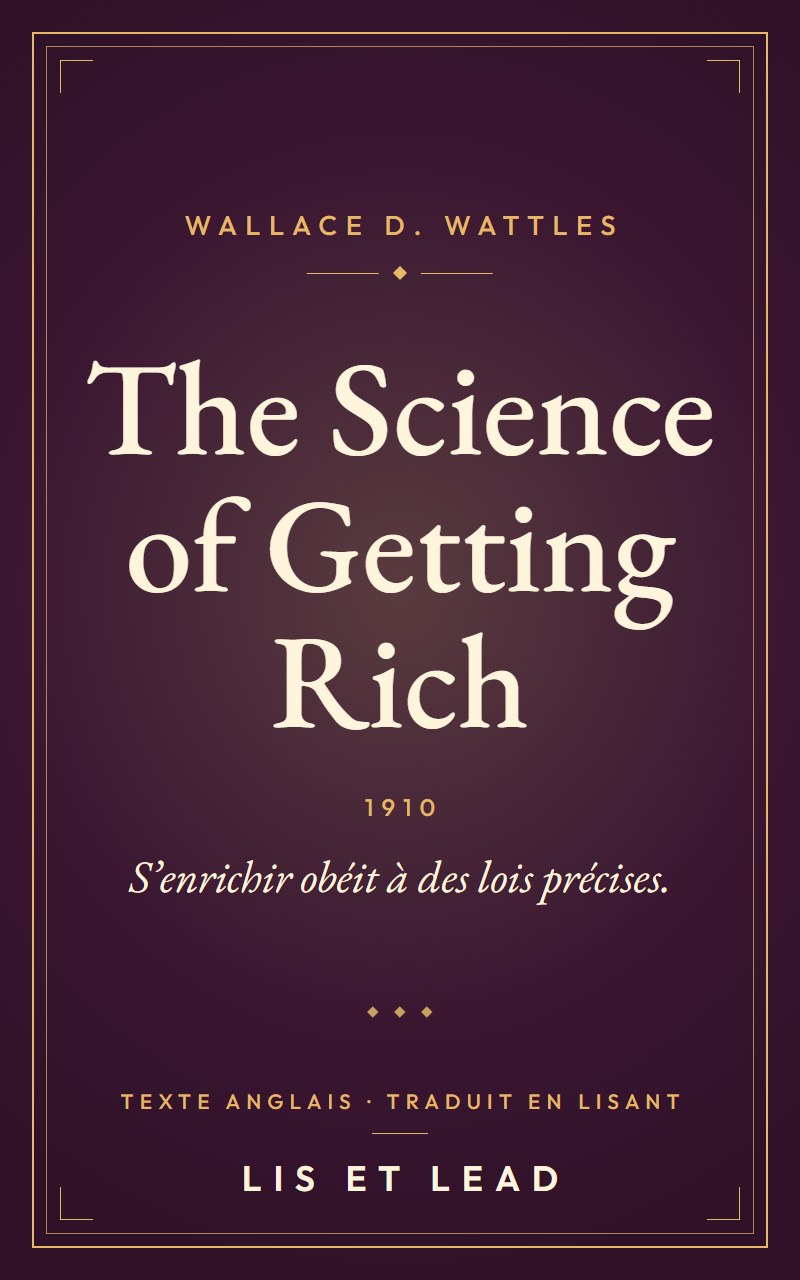 WALLACE D. WATTLES
The Science
of Getting
Rich
1910
S’enrichir obéit à des lois précises.
TEXTE ANGLAIS · TRADUIT EN LISANT
LIS ET LEAD